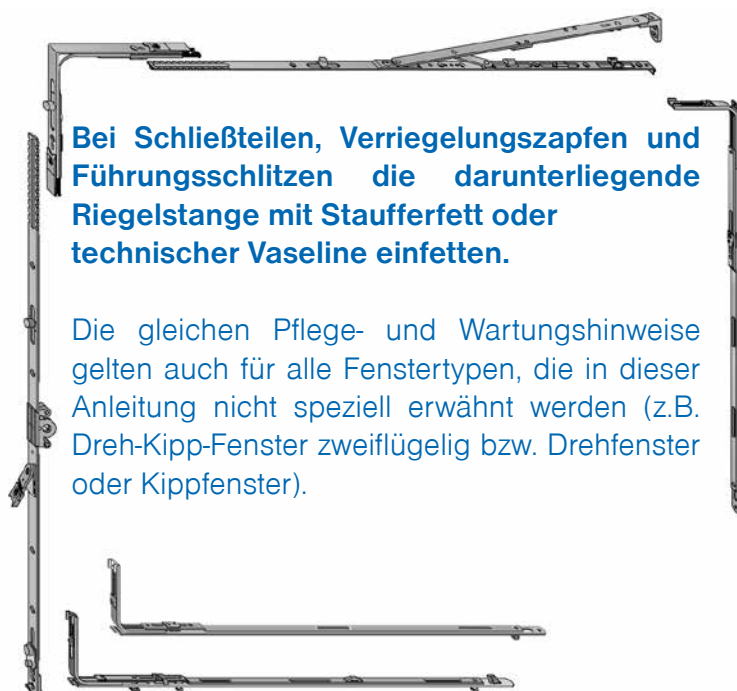 Bei Schließteilen, Verriegelungszapfen und
Führungsschlitzen die darunterliegende
Riegelstange mit Staufferfett oder
technischer Vaseline einfetten.
Die gleichen Pflege- und Wartungshinweise
gelten auch für alle Fenstertypen, die in dieser
Anleitung nicht speziell erwähnt werden (z.B.
Dreh-Kipp-Fenster zweiflügelig bzw. Drehfenster
oder Kippfenster).